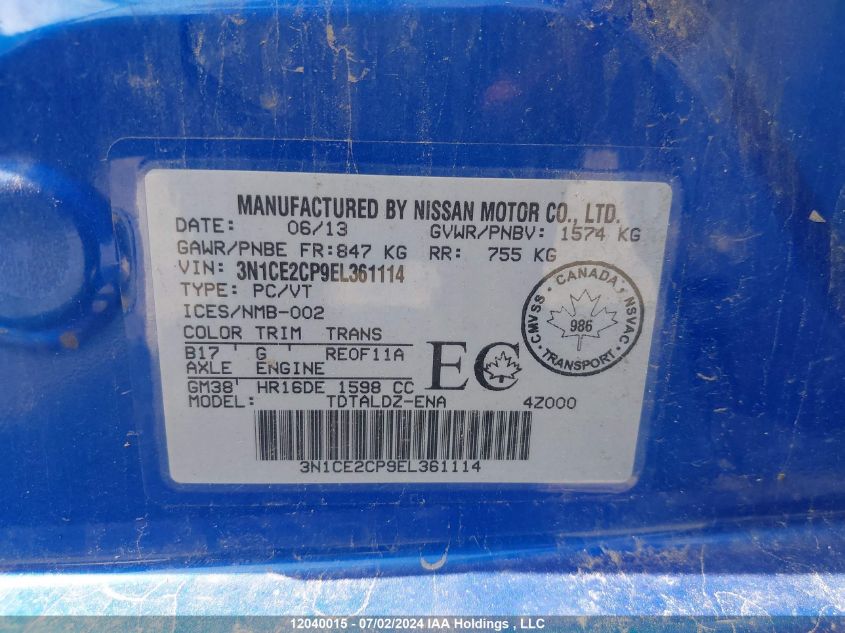 MANUFACTURED BY NISSAN MOTOR CO., LTD.
DATE: 06/13 GVWR/PNBV: 1574 KG
GAWR/PNBE FR:847 KG RR: 755 KG
VIN: 3N1CE2CP9EL361114
TYPE: PC/VT
ICES/NMB-002
COLOR TRIM TRANS
B17 ' G ' RE0F11A
AXLE ENGINE
GM38' HR16DE 1598 CC
MODEL: TDTALDZ-ENA 4Z000
EC
CANADA
CMVSS NSVAC
986
TRANSPORT
3N1CE2CP9EL361114
12040015 - 07/02/2024 IAA Holdings , LLC